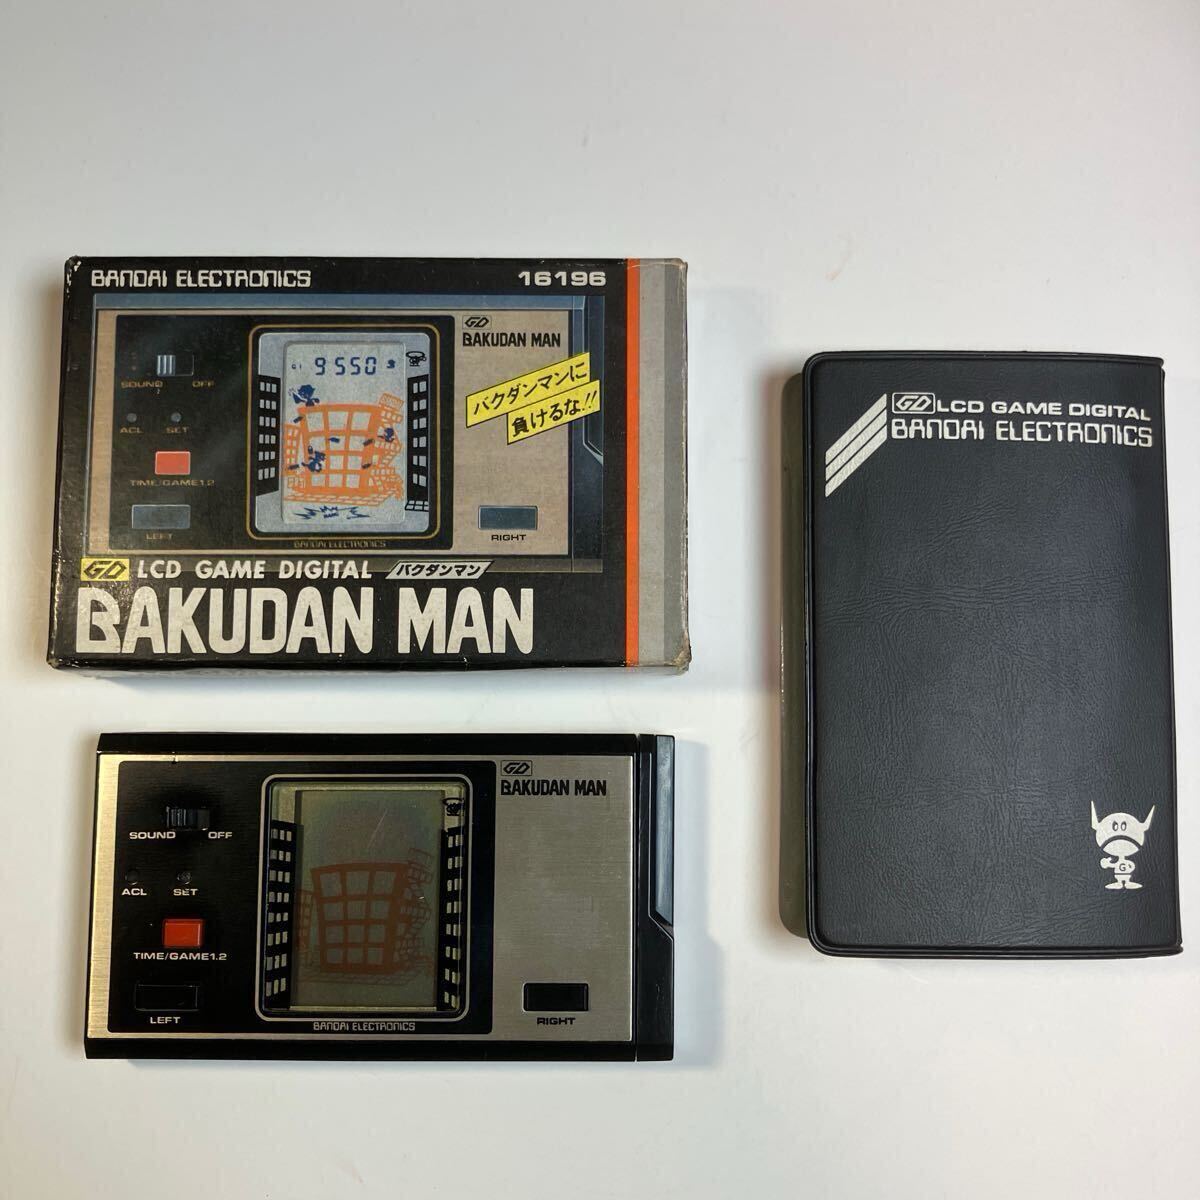 BANDAI ELECTRONICS 16196
GD
BAKUDAN MAN
G1 9550 3
SOUND OFF
バクダンマンに
負けるな!!
ACL SET
TIME/GAME1.2
LEFT
RIGHT
BANDAI ELECTRONICS
GD LCD GAME DIGITAL バクダンマン
BAKUDAN MAN
GD LCD GAME DIGITAL
BANDAI ELECTRONICS
G
GD
BAKUDAN MAN
SOUND OFF
ACL SET
TIME/GAME1.2
LEFT
RIGHT
BANDAI ELECTRONICS